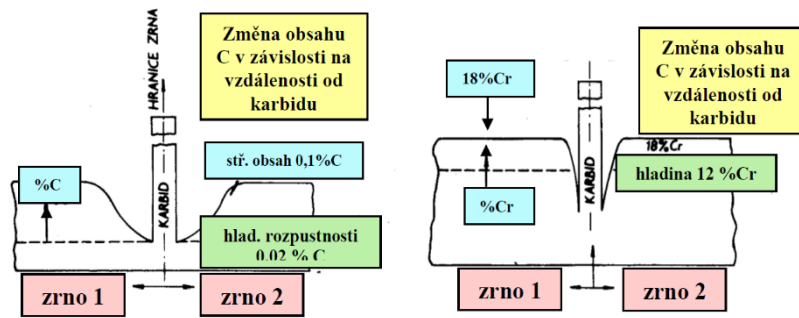 HRANICE ZRNA
Změna obsahu
C v závislosti na
vzdálenosti od
karbidu
%C
KARBID
stř. obsah 0,1%C
hlad. rozpustnosti
0.02 % C
zrno 1
zrno 2
Změna obsahu
C v závislosti na
vzdálenosti od
karbidu
18%Cr
KARBID
18%Cr
hladina 12 %Cr
%Cr
zrno 1
zrno 2